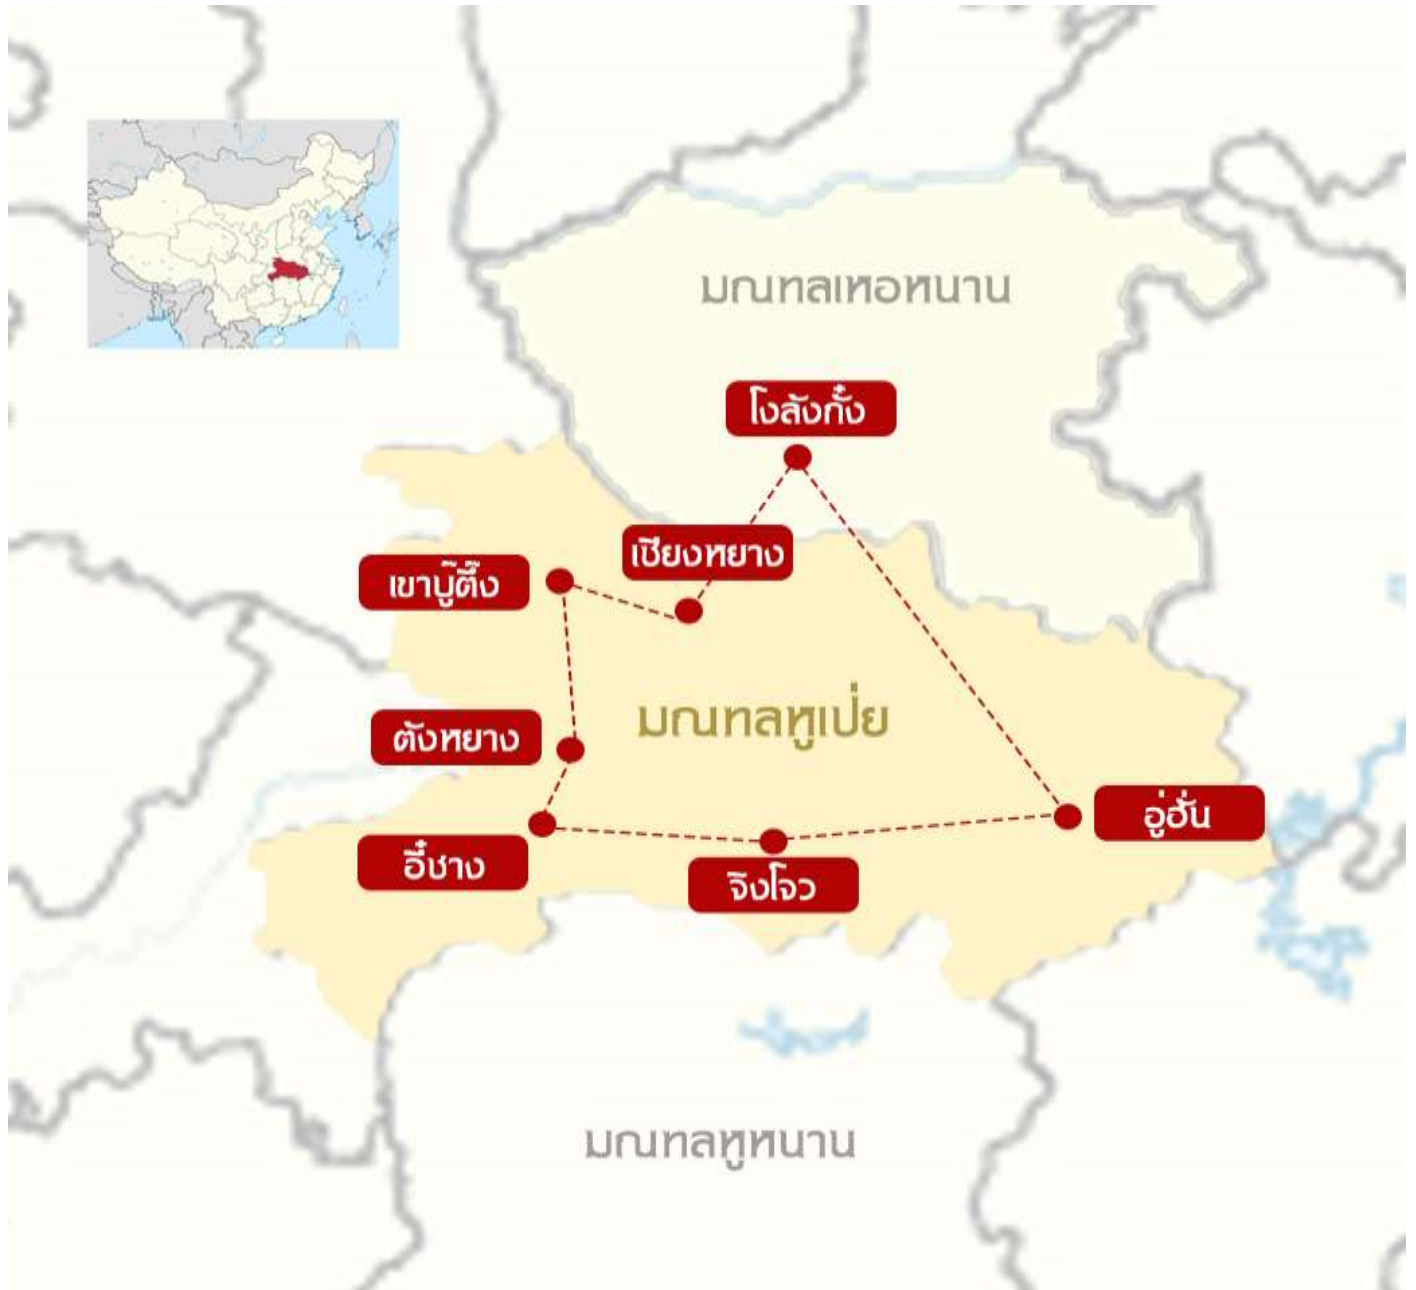 มณฑลเหอหนาน
โงลังกั๋ง
เซียงหยาง
เขาบู๊ตึ๊ง
มณฑลหูเป่ย
ตังหยาง
อู่ฮั่น
อี๋ชาง
จิงโจว
มณฑลหูหนาน